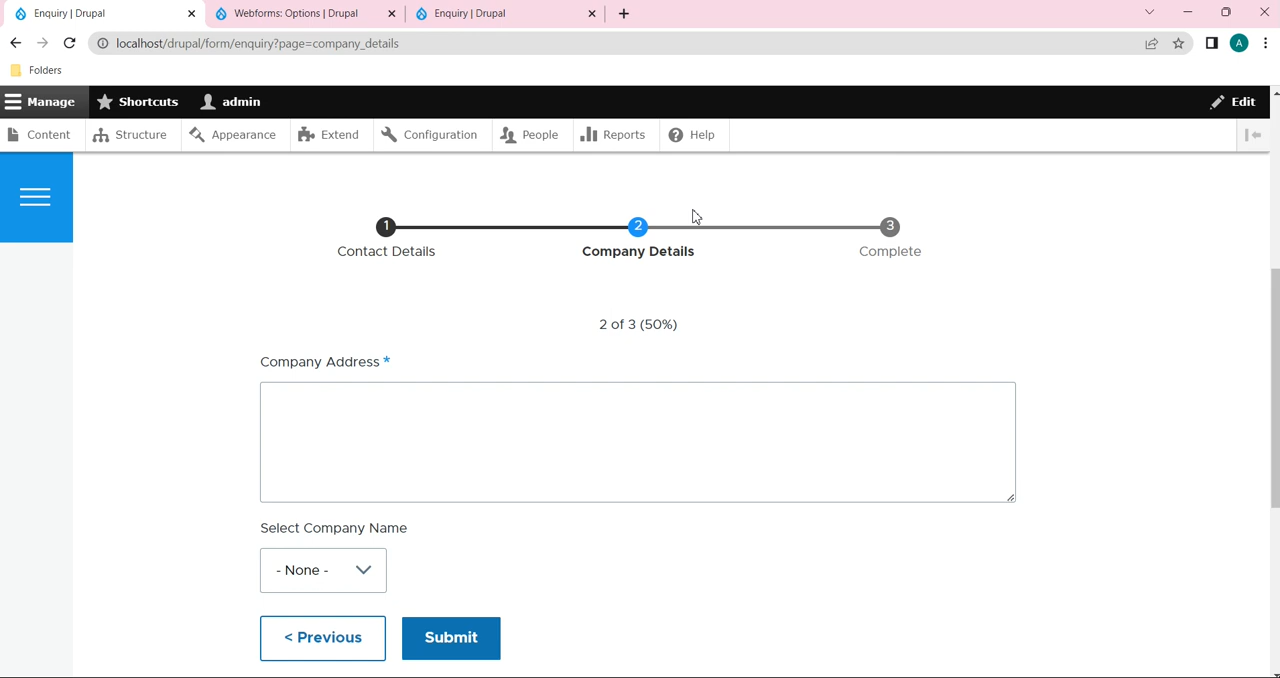 Enquiry | Drupal
Webforms: Options | Drupal
Enquiry | Drupal
localhost/drupal/form/enquiry?page=company_details
A
Folders
Manage
Shortcuts
admin
Edit
Content
Structure
Appearance
Extend
Configuration
People
Reports
Help
1
2
3
Contact Details
Company Details
Complete
2 of 3 (50%)
Company Address *
Select Company Name
- None -
< Previous
Submit